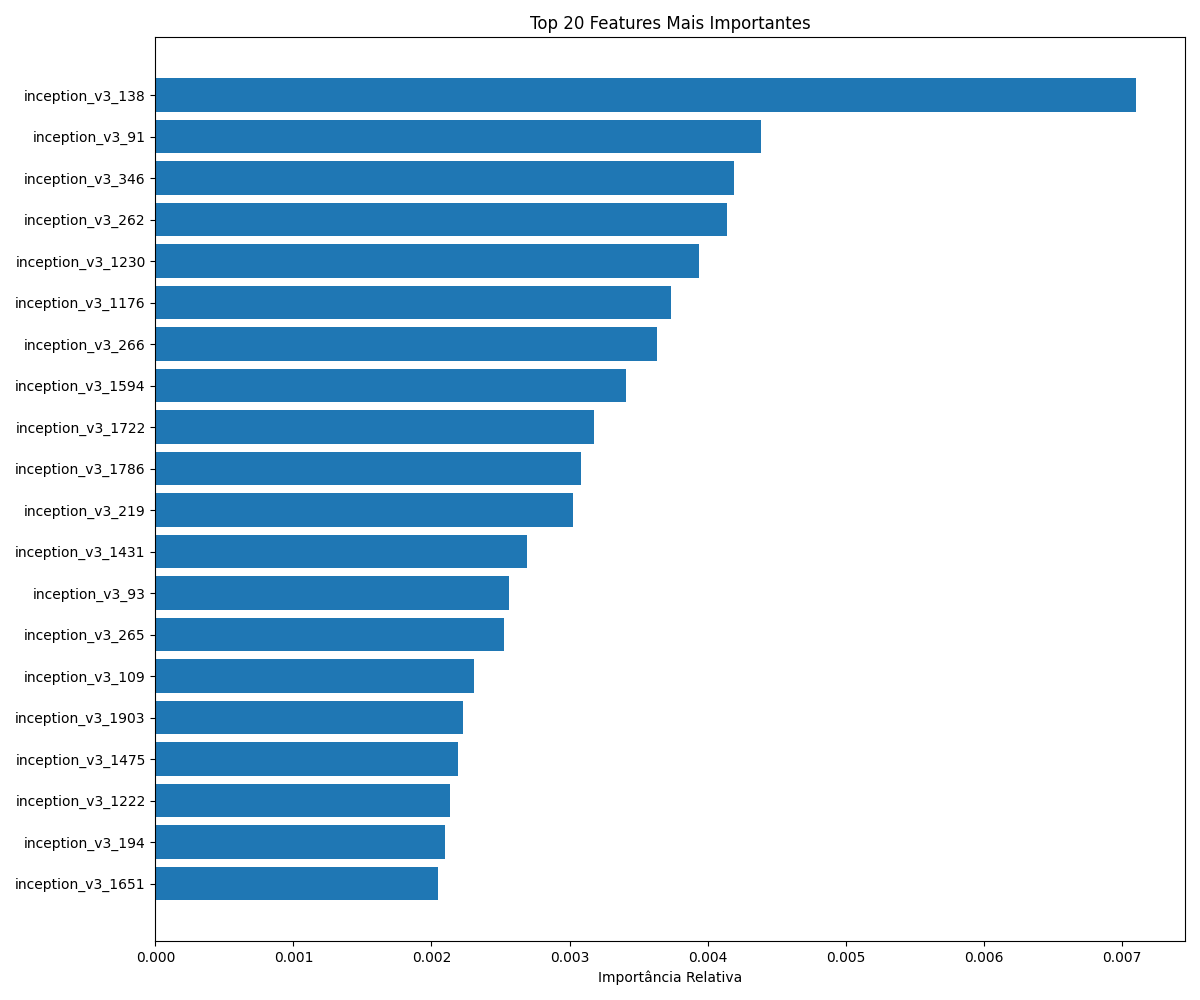 Top 20 Features Mais Importantes
inception_v3_138
inception_v3_91
inception_v3_346
inception_v3_262
inception_v3_1230
inception_v3_1176
inception_v3_266
inception_v3_1594
inception_v3_1722
inception_v3_1786
inception_v3_219
inception_v3_1431
inception_v3_93
inception_v3_265
inception_v3_109
inception_v3_1903
inception_v3_1475
inception_v3_1222
inception_v3_194
inception_v3_1651
0.000 0.001 0.002 0.003 0.004 0.005 0.006 0.007
Importância Relativa